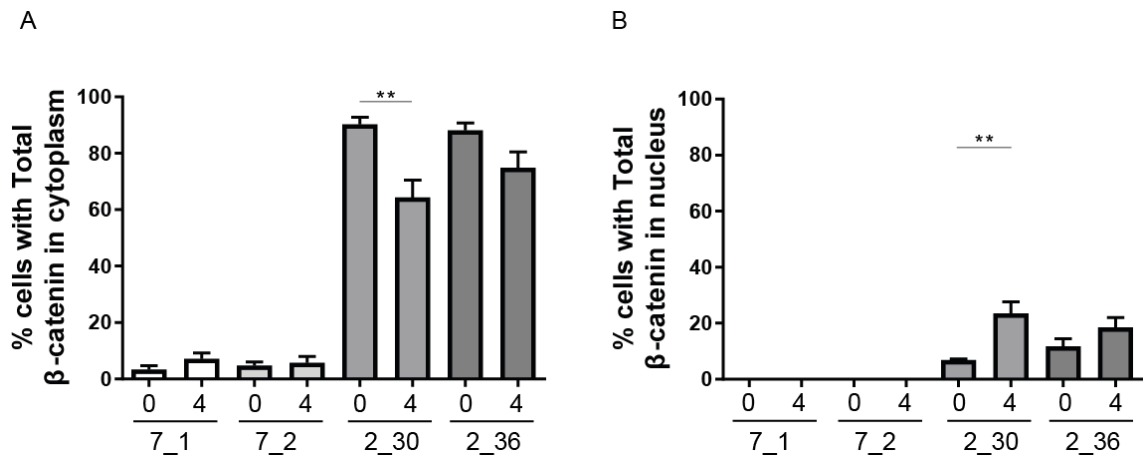 A
% cells with Total
β-catenin in cytoplasm
100
80
60
40
20
0
**
0 4 0 4 0 4 0 4
7_1 7_2 2_30 2_36
B
% cells with Total
β-catenin in nucleus
100
80
60
40
20
0
**
0 4 0 4 0 4 0 4
7_1 7_2 2_30 2_36